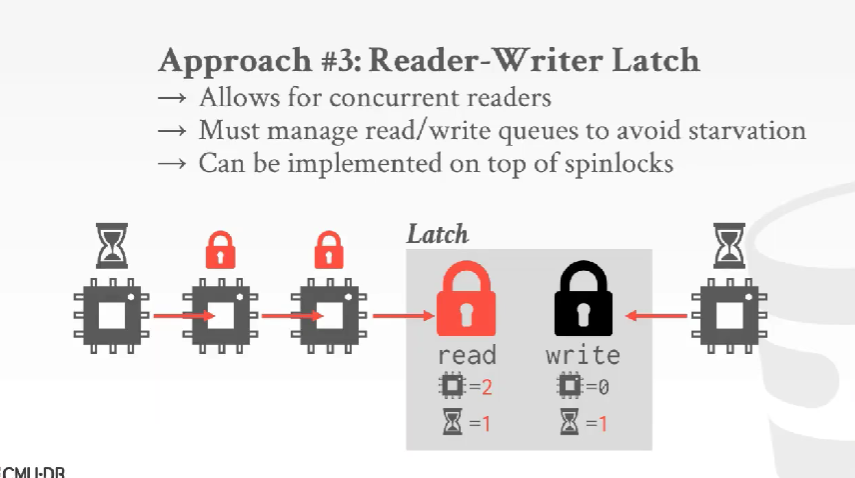 Approach #3: Reader-Writer Latch
→ Allows for concurrent readers
→ Must manage read/write queues to avoid starvation
→ Can be implemented on top of spinlocks
Latch
read write
=2 =0
=1 =1
CMU·DB